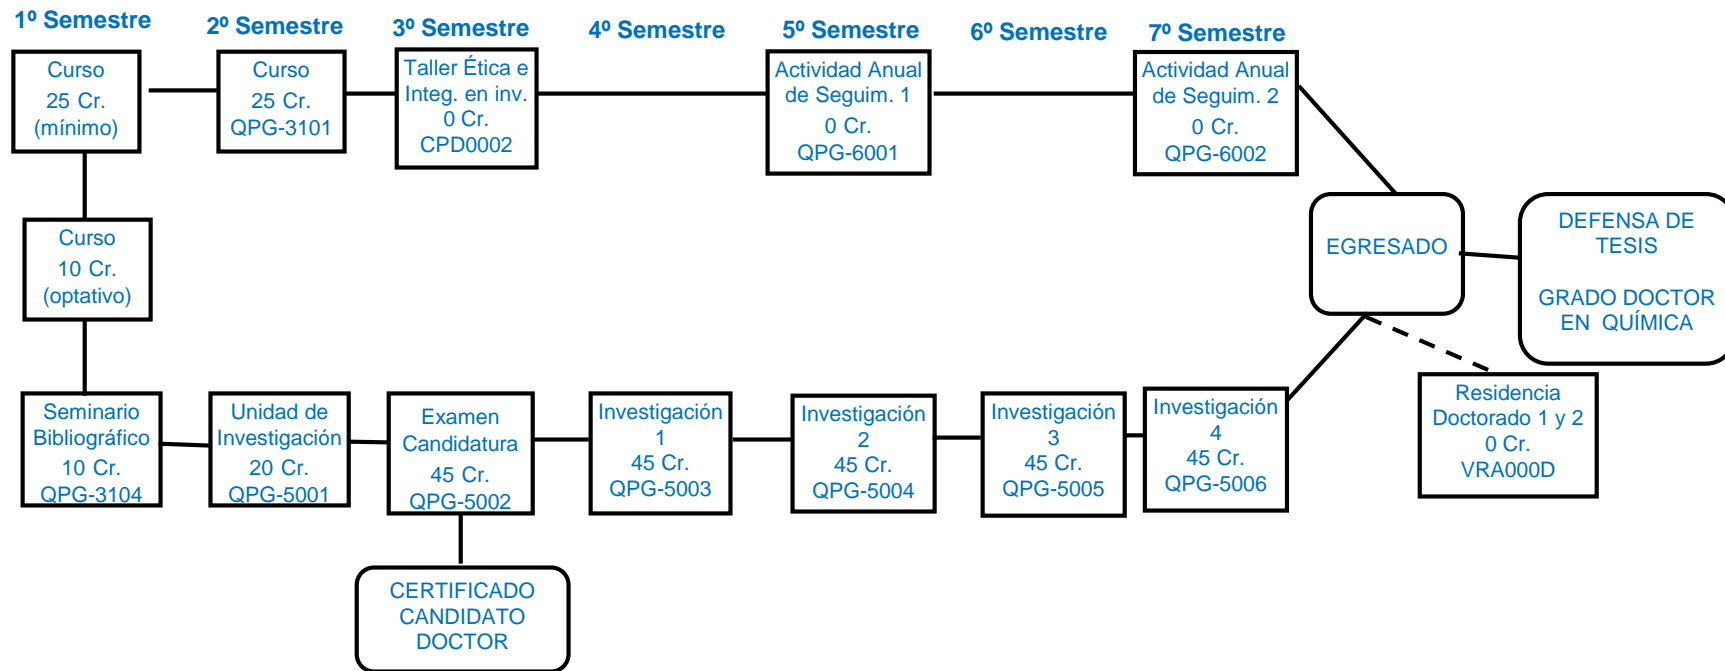 1º Semestre
2º Semestre
3º Semestre
4º Semestre
5º Semestre
6º Semestre
7º Semestre
Curso
25 Cr.
(mínimo)
Curso
25 Cr.
QPG-3101
Taller Ética e
Integ. en inv.
0 Cr.
CPD0002
Actividad Anual
de Seguim. 1
0 Cr.
QPG-6001
Actividad Anual
de Seguim. 2
0 Cr.
QPG-6002
Curso
10 Cr.
(optativo)
EGRESADO
DEFENSA DE
TESIS
GRADO DOCTOR
EN QUÍMICA
Seminario
Bibliográfico
10 Cr.
QPG-3104
Unidad de
Investigación
20 Cr.
QPG-5001
Examen
Candidatura
45 Cr.
QPG-5002
Investigación
1
45 Cr.
QPG-5003
Investigación
2
45 Cr.
QPG-5004
Investigación
3
45 Cr.
QPG-5005
Investigación
4
45 Cr.
QPG-5006
Residencia
Doctorado 1 y 2
0 Cr.
VRA000D
CERTIFICADO
CANDIDATO
DOCTOR